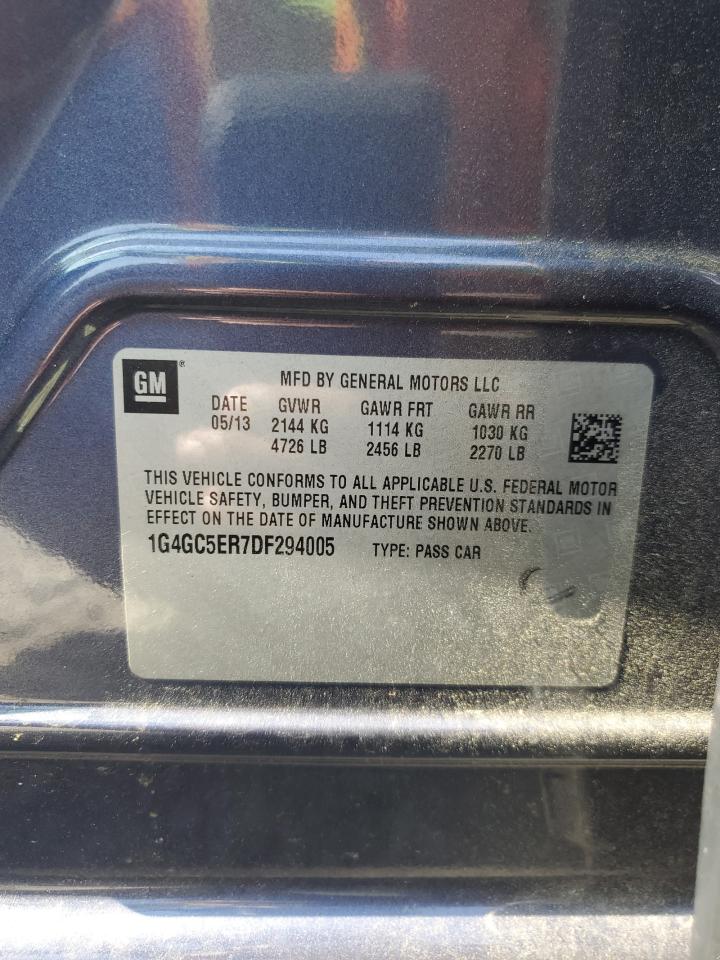 GM ®
MFD BY GENERAL MOTORS LLC
DATE GVWR GAWR FRT GAWR RR
05/13 2144 KG 1114 KG 1030 KG
4726 LB 2456 LB 2270 LB
THIS VEHICLE CONFORMS TO ALL APPLICABLE U.S. FEDERAL MOTOR
VEHICLE SAFETY, BUMPER, AND THEFT PREVENTION STANDARDS IN
EFFECT ON THE DATE OF MANUFACTURE SHOWN ABOVE.
1G4GC5ER7DF294005 TYPE: PASS CAR